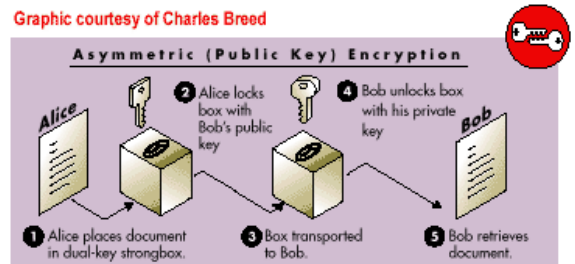 Graphic courtesy of Charles Breed
Asymmetric (Public Key) Encryption
Alice
2 Alice locks
box with
Bob's public
key
4 Bob unlocks box
with his private
key
Bob
1 Alice places document
in dual-key strongbox.
3 Box transported
to Bob.
5 Bob retrieves
document.